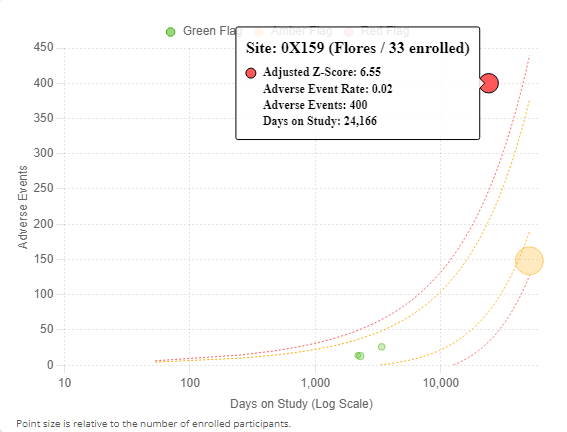 Green Flag Amber Flag Red Flag
Site: 0X159 (Flores / 33 enrolled)
Adjusted Z-Score: 6.55
Adverse Event Rate: 0.02
Adverse Events: 400
Days on Study: 24,166
Adverse Events
450
400
350
300
250
200
150
100
50
0
10 100 1,000 10,000
Days on Study (Log Scale)
Point size is relative to the number of enrolled participants.